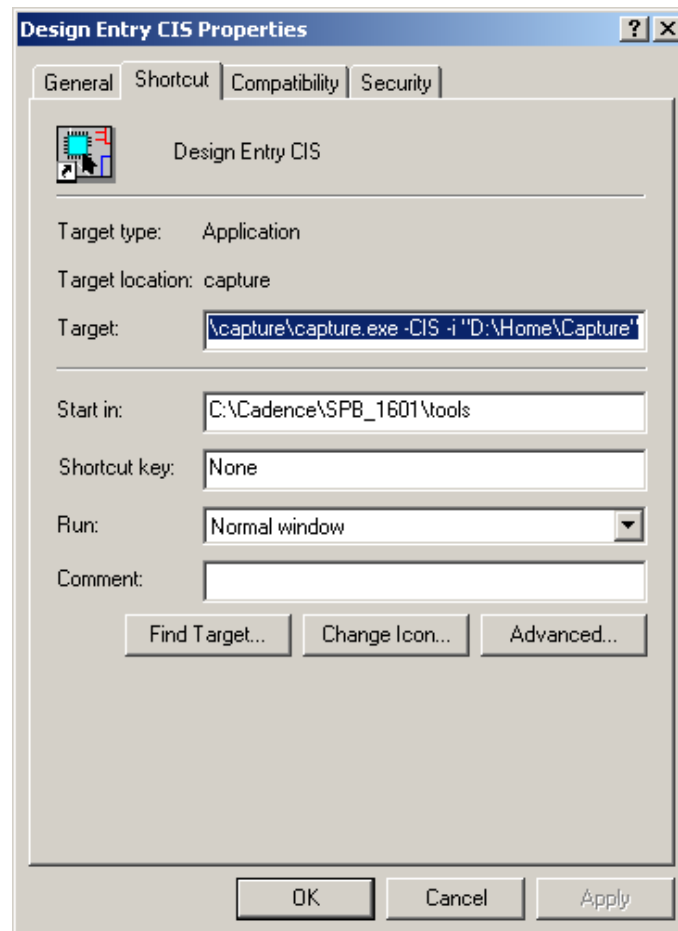 Design Entry CIS Properties
General Shortcut Compatibility Security
Design Entry CIS
Target type: Application
Target location: capture
Target: \capture\capture.exe -CIS -i "D:\Home\Capture"
Start in: C:\Cadence\SPB_1601\tools
Shortcut key: None
Run: Normal window
Comment:
Find Target... Change Icon... Advanced...
OK Cancel Apply